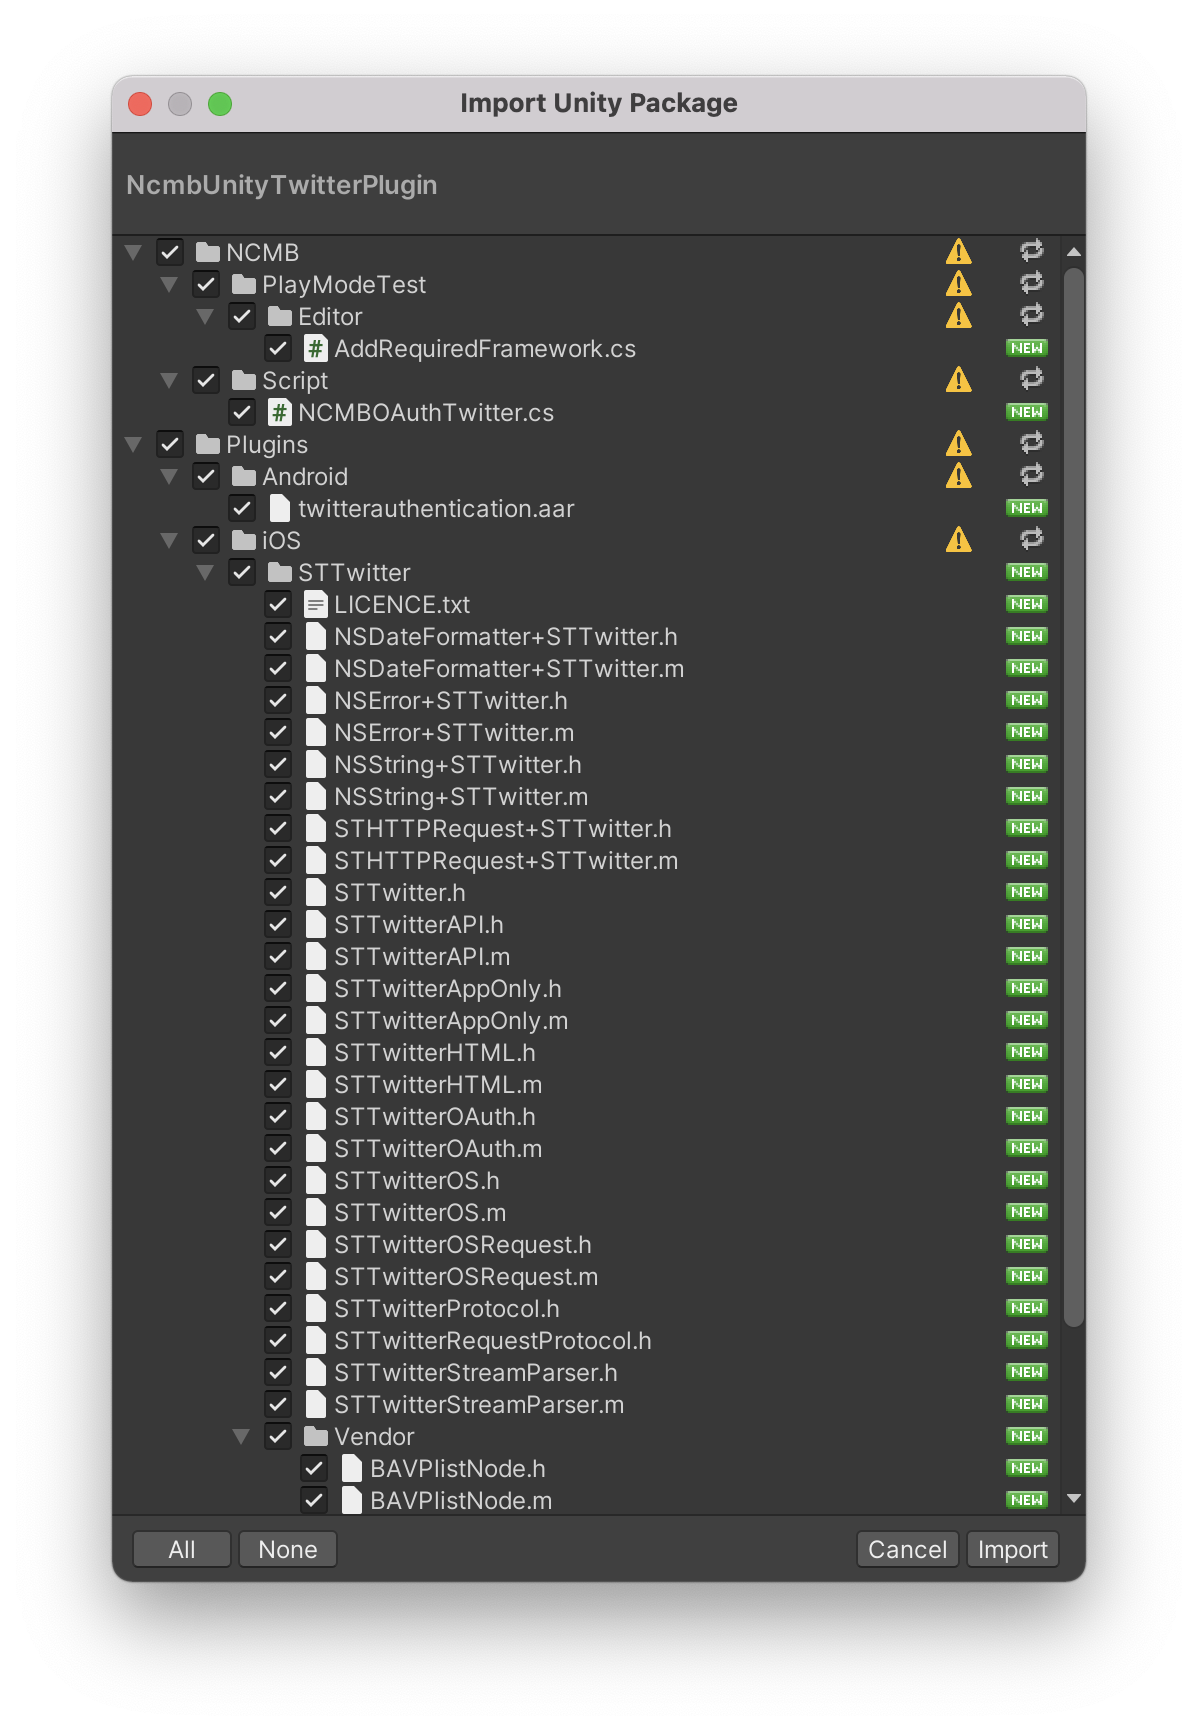 Import Unity Package
NcmbUnityTwitterPlugin
NCMB
PlayModeTest
Editor
# AddRequiredFramework.cs NEW
Script
# NCMBOAuthTwitter.cs NEW
Plugins
Android
twitterauthentication.aar NEW
iOS
STTwitter NEW
LICENCE.txt NEW
NSDateFormatter+STTwitter.h NEW
NSDateFormatter+STTwitter.m NEW
NSError+STTwitter.h NEW
NSError+STTwitter.m NEW
NSString+STTwitter.h NEW
NSString+STTwitter.m NEW
STHTTPRequest+STTwitter.h NEW
STHTTPRequest+STTwitter.m NEW
STTwitter.h NEW
STTwitterAPI.h NEW
STTwitterAPI.m NEW
STTwitterAppOnly.h NEW
STTwitterAppOnly.m NEW
STTwitterHTML.h NEW
STTwitterHTML.m NEW
STTwitterOAuth.h NEW
STTwitterOAuth.m NEW
STTwitterOS.h NEW
STTwitterOS.m NEW
STTwitterOSRequest.h NEW
STTwitterOSRequest.m NEW
STTwitterProtocol.h NEW
STTwitterRequestProtocol.h NEW
STTwitterStreamParser.h NEW
STTwitterStreamParser.m NEW
Vendor NEW
BAVPlistNode.h NEW
BAVPlistNode.m NEW
All None Cancel Import